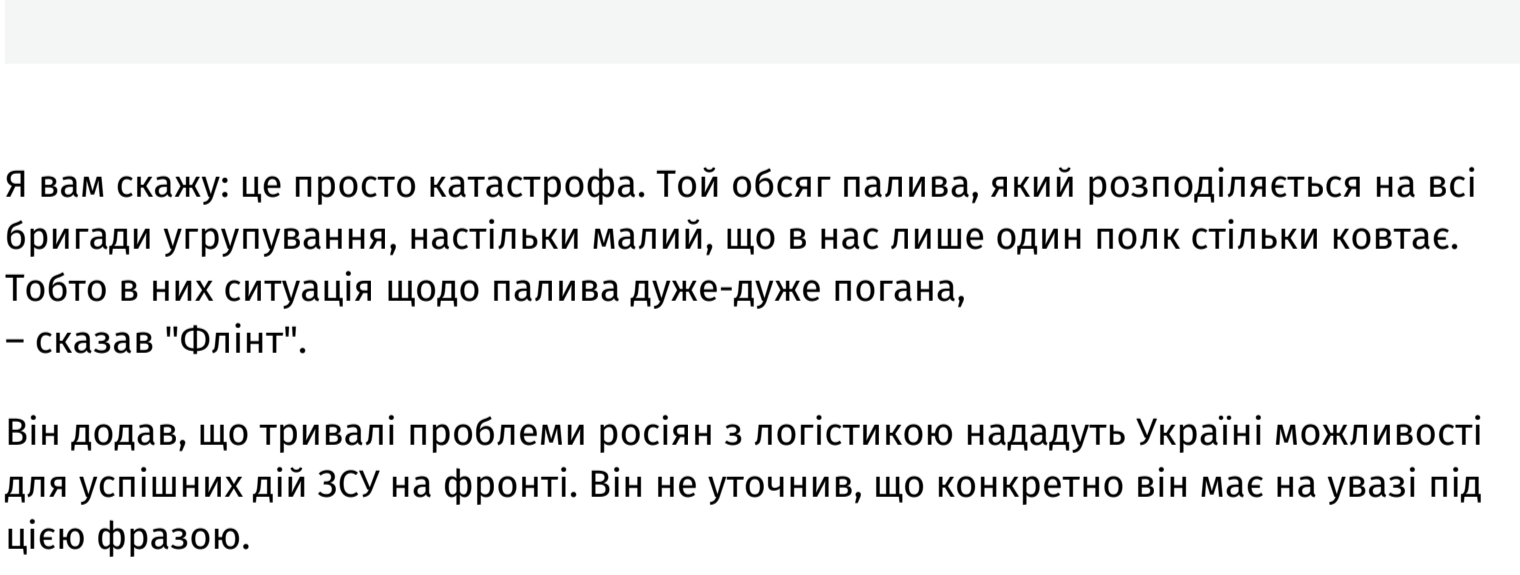 Я вам скажу: це просто катастрофа. Той обсяг палива, який розподіляється на всі
бригади угрупування, настільки малий, що в нас лише один полк стільки ковтає.
Тобто в них ситуація щодо палива дуже-дуже погана,
– сказав "Флінт".
Він додав, що тривалі проблеми росіян з логістикою нададуть Україні можливості
для успішних дій ЗСУ на фронті. Він не уточнив, що конкретно він має на увазі під
цією фразою.